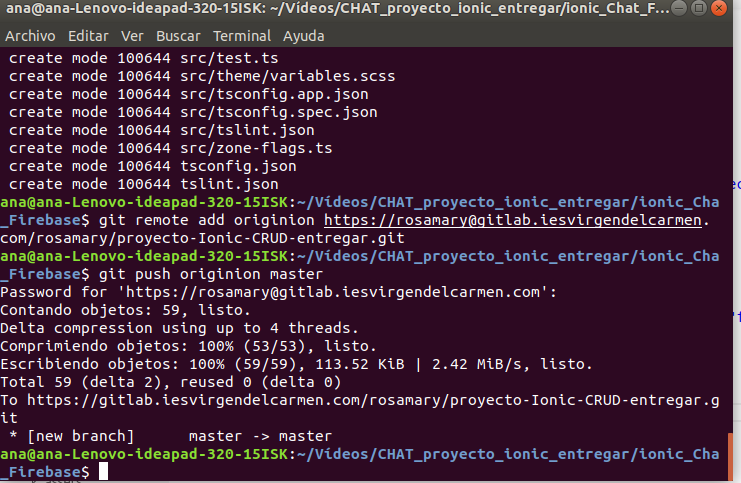 ana@ana-Lenovo-ideapad-320-15ISK: ~/Vídeos/CHAT_proyecto_ionic_entregar/ionic_Chat_F...
Archivo Editar Ver Buscar Terminal Ayuda
create mode 100644 src/test.ts
create mode 100644 src/theme/variables.scss
create mode 100644 src/tsconfig.app.json
create mode 100644 src/tsconfig.spec.json
create mode 100644 src/tslint.json
create mode 100644 src/zone-flags.ts
create mode 100644 tsconfig.json
create mode 100644 tslint.json
ana@ana-Lenovo-ideapad-320-15ISK:~/Vídeos/CHAT_proyecto_ionic_entregar/ionic_Cha
_Firebase$ git remote add originion https://rosamary@gitlab.iesvirgendelcarmen.
com/rosamary/proyecto-Ionic-CRUD-entregar.git
ana@ana-Lenovo-ideapad-320-15ISK:~/Vídeos/CHAT_proyecto_ionic_entregar/ionic_Cha
_Firebase$ git push originion master
Password for 'https://rosamary@gitlab.iesvirgendelcarmen.com':
Contando objetos: 59, listo.
Delta compression using up to 4 threads.
Comprimiendo objetos: 100% (53/53), listo.
Escribiendo objetos: 100% (59/59), 113.52 KiB | 2.42 MiB/s, listo.
Total 59 (delta 2), reused 0 (delta 0)
To https://gitlab.iesvirgendelcarmen.com/rosamary/proyecto-Ionic-CRUD-entregar.g
it
* [new branch]      master -> master
ana@ana-Lenovo-ideapad-320-15ISK:~/Vídeos/CHAT_proyecto_ionic_entregar/ionic_Cha
_Firebase$